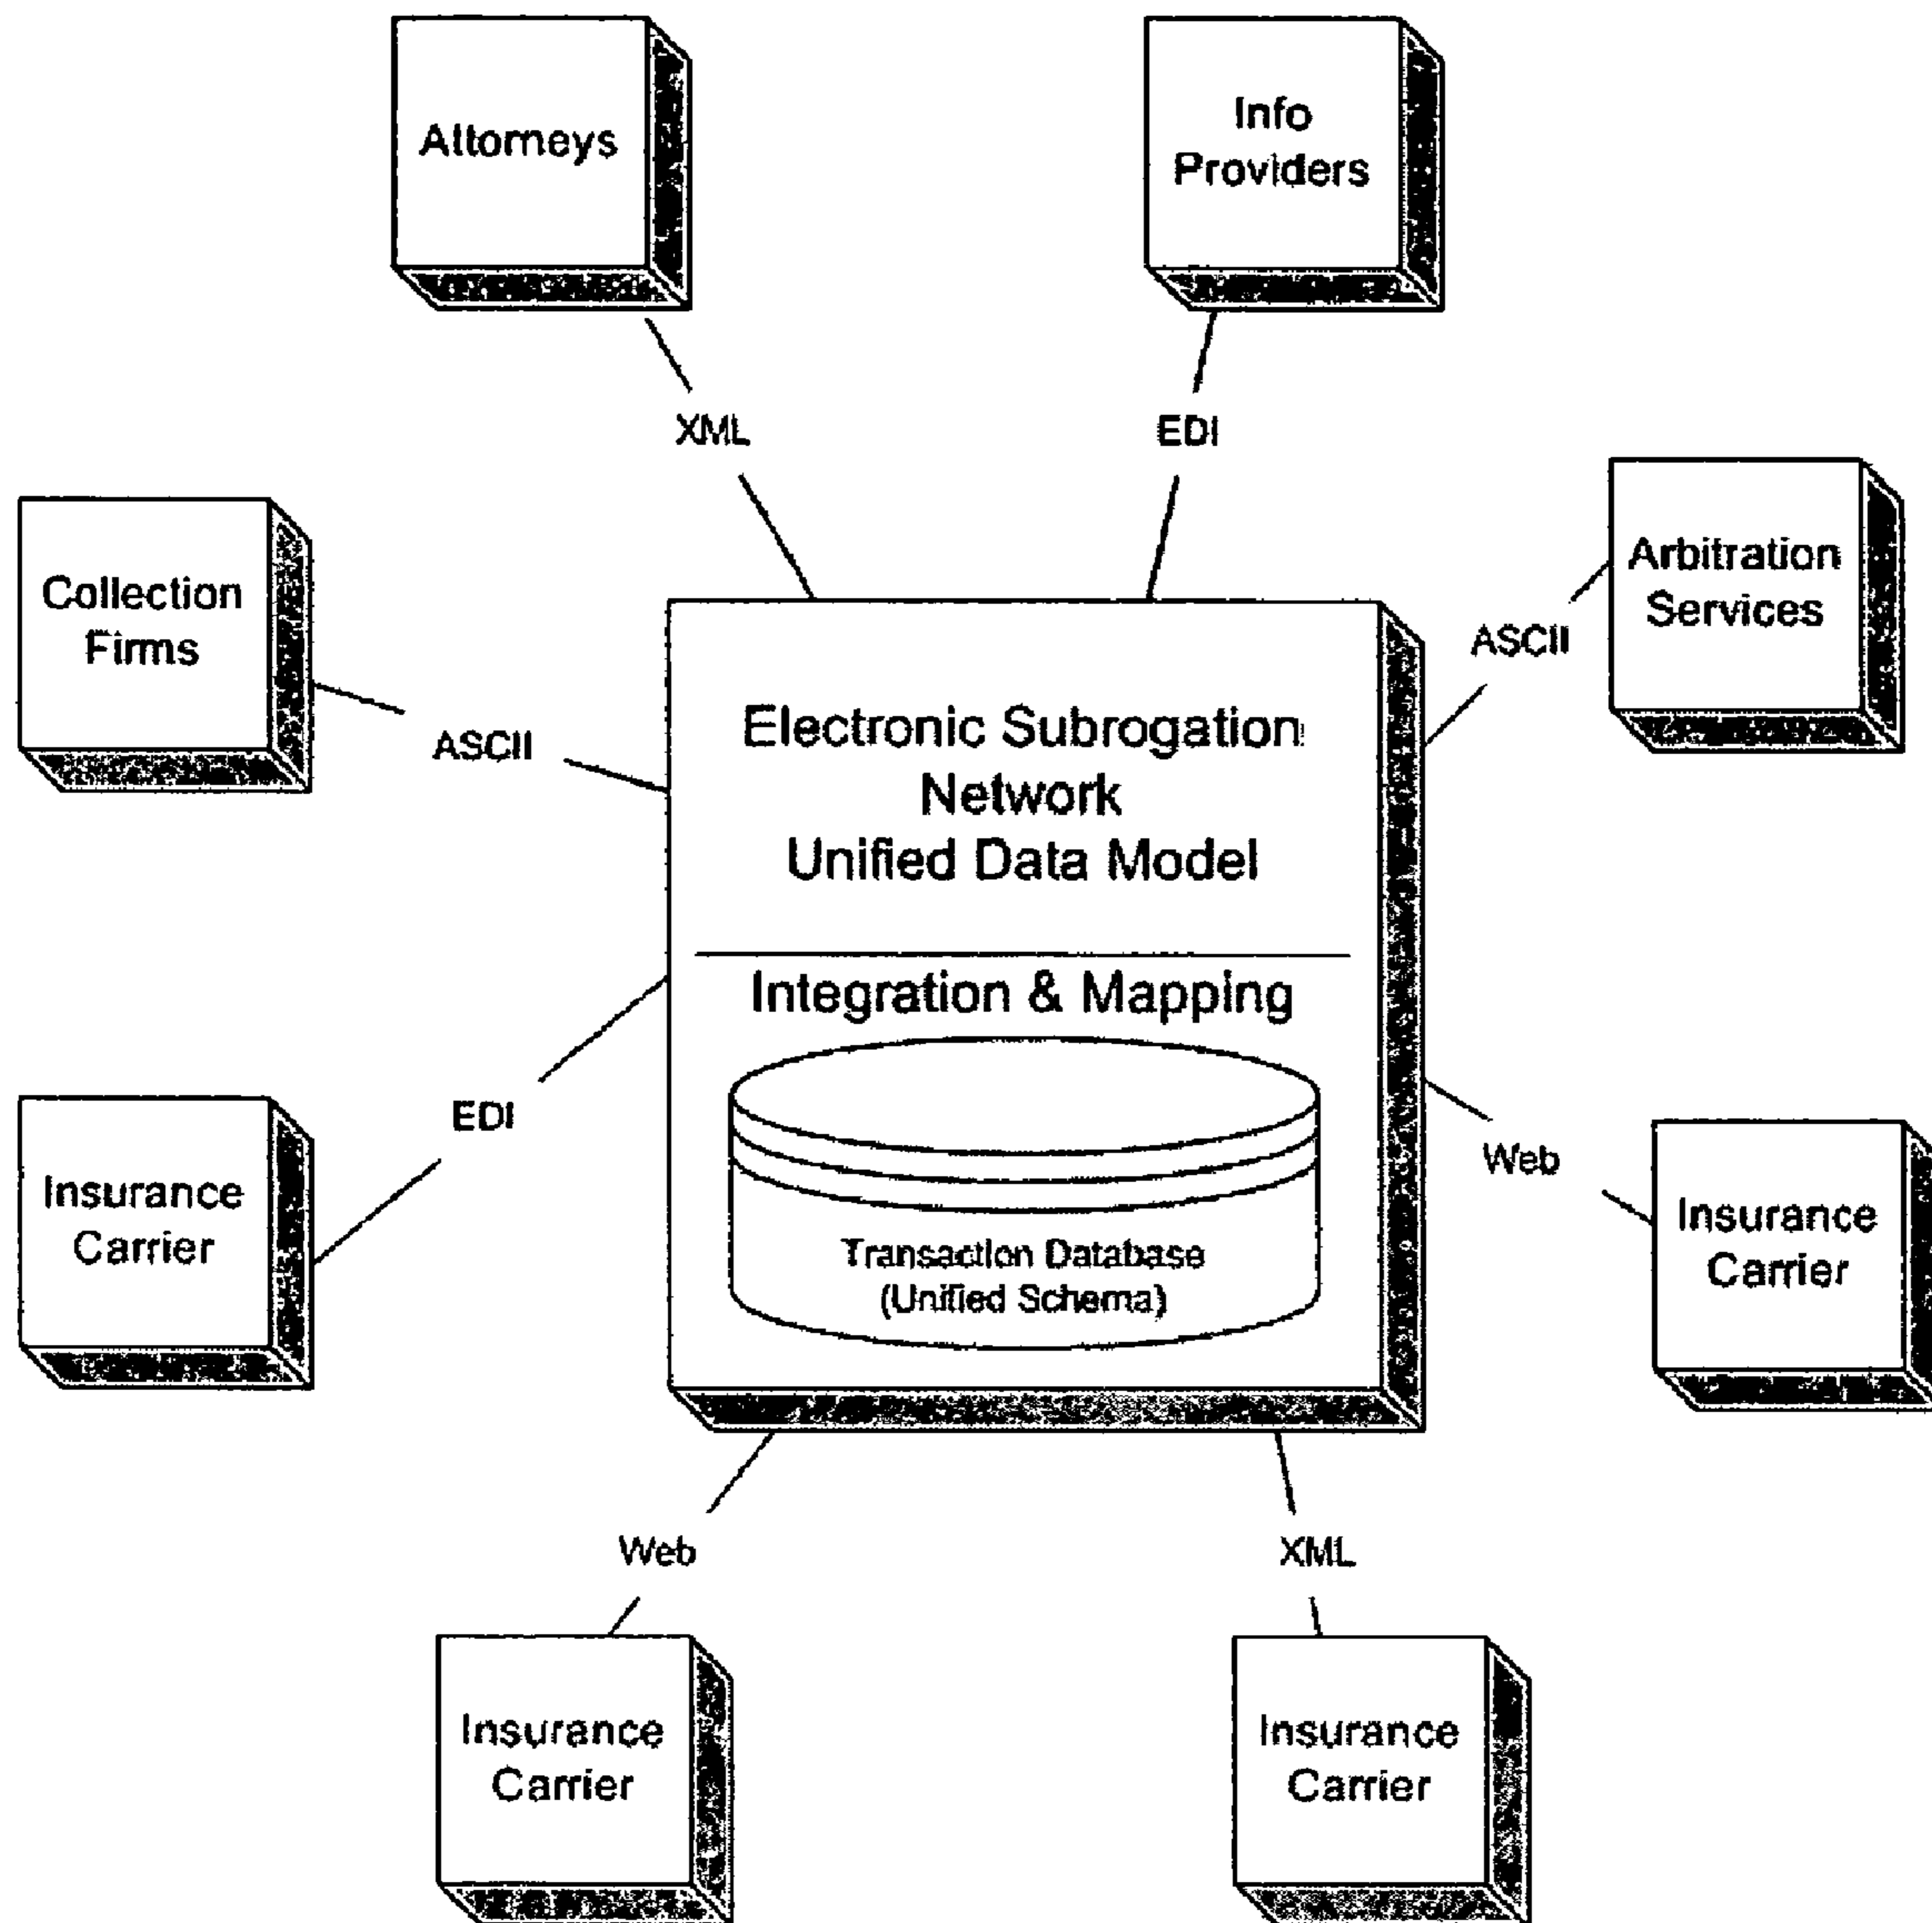 Attorneys
Info
Providers
XML
EDI
Collection
Firms
Arbitration
Services
ASCII
ASCII
Electronic Subrogation
Network
Unified Data Model
Integration & Mapping
EDI
Web
Insurance
Carrier
Insurance
Carrier
Transaction Database
(Unified Schema)
Web
XML
Insurance
Carrier
Insurance
Carrier